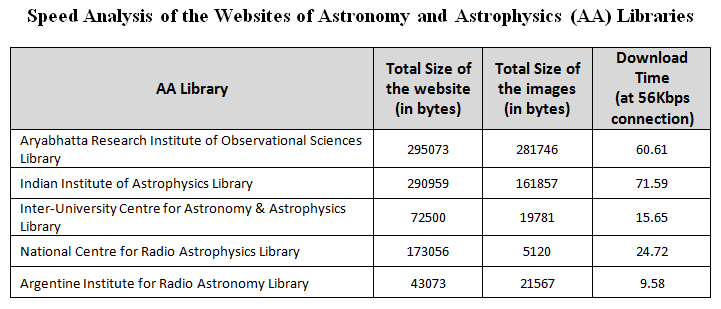 Speed Analysis of the Websites of Astronomy and Astrophysics (AA) Libraries
AA Library
Total Size of
the website
(in bytes)
Total Size of
the images
(in bytes)
Download
Time
(at 56Kbps
connection)
Aryabhatta Research Institute of Observational Sciences
Library
295073
281746
60.61
Indian Institute of Astrophysics Library
290959
161857
71.59
Inter-University Centre for Astronomy & Astrophysics
Library
72500
19781
15.65
National Centre for Radio Astrophysics Library
173056
5120
24.72
Argentine Institute for Radio Astronomy Library
43073
21567
9.58